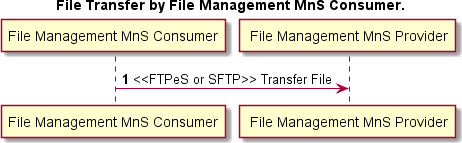 File Transfer by File Management MnS Consumer.
File Management MnS Consumer
File Management MnS Provider
1 <<FTPeS or SFTP>> Transfer File
File Management MnS Consumer
File Management MnS Provider